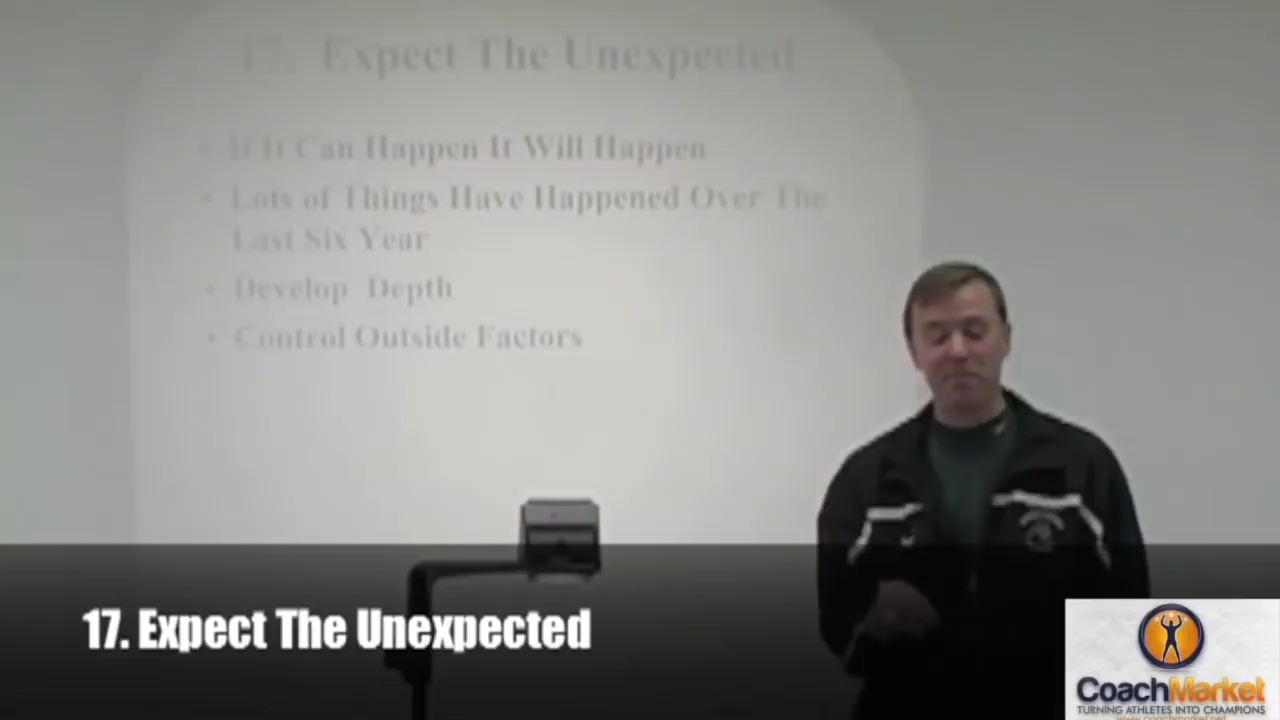 17. Expect The Unexpected
• If It Can Happen It Will Happen
• Lots of Things Have Happened Over The
Last Six Year
• Develop Depth
• Control Outside Factors
17. Expect The Unexpected
CoachMarket
TURNING ATHLETES INTO CHAMPIONS